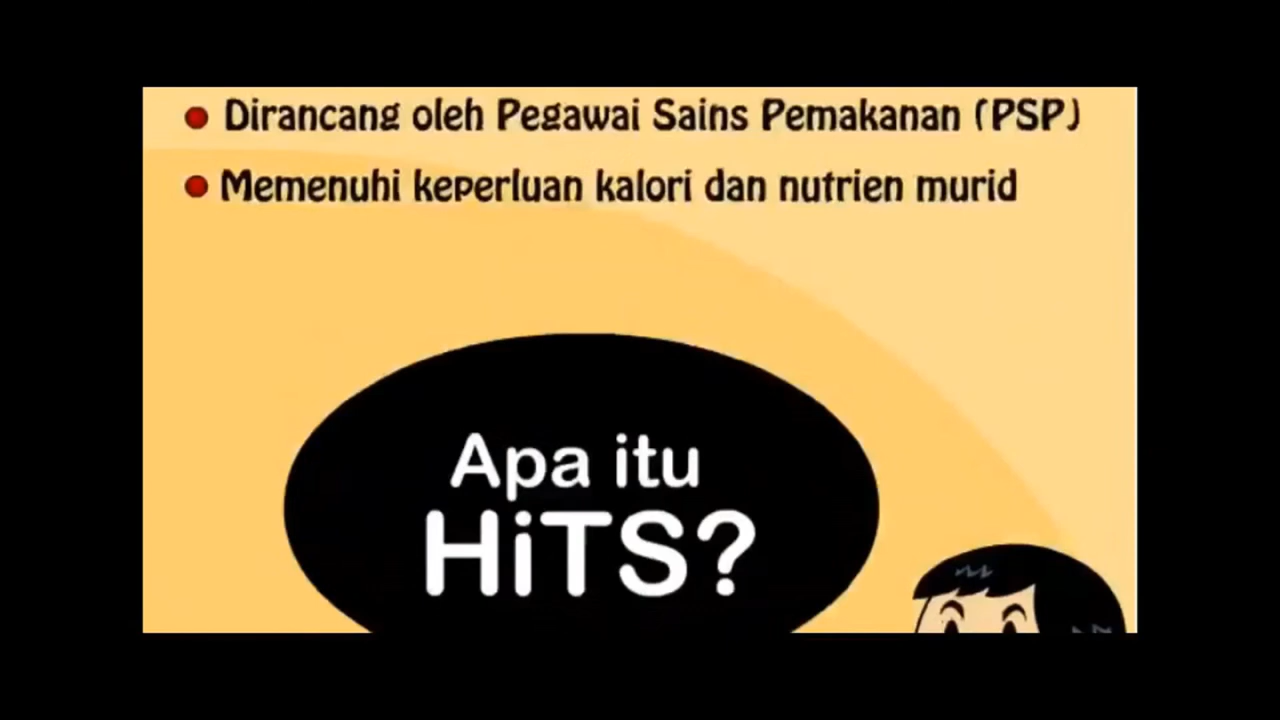 Dirancang oleh Pegawai Sains Pemakanan (PSP)
Memenuhi keperluan kalori dan nutrien murid
Apa itu
HiTS?